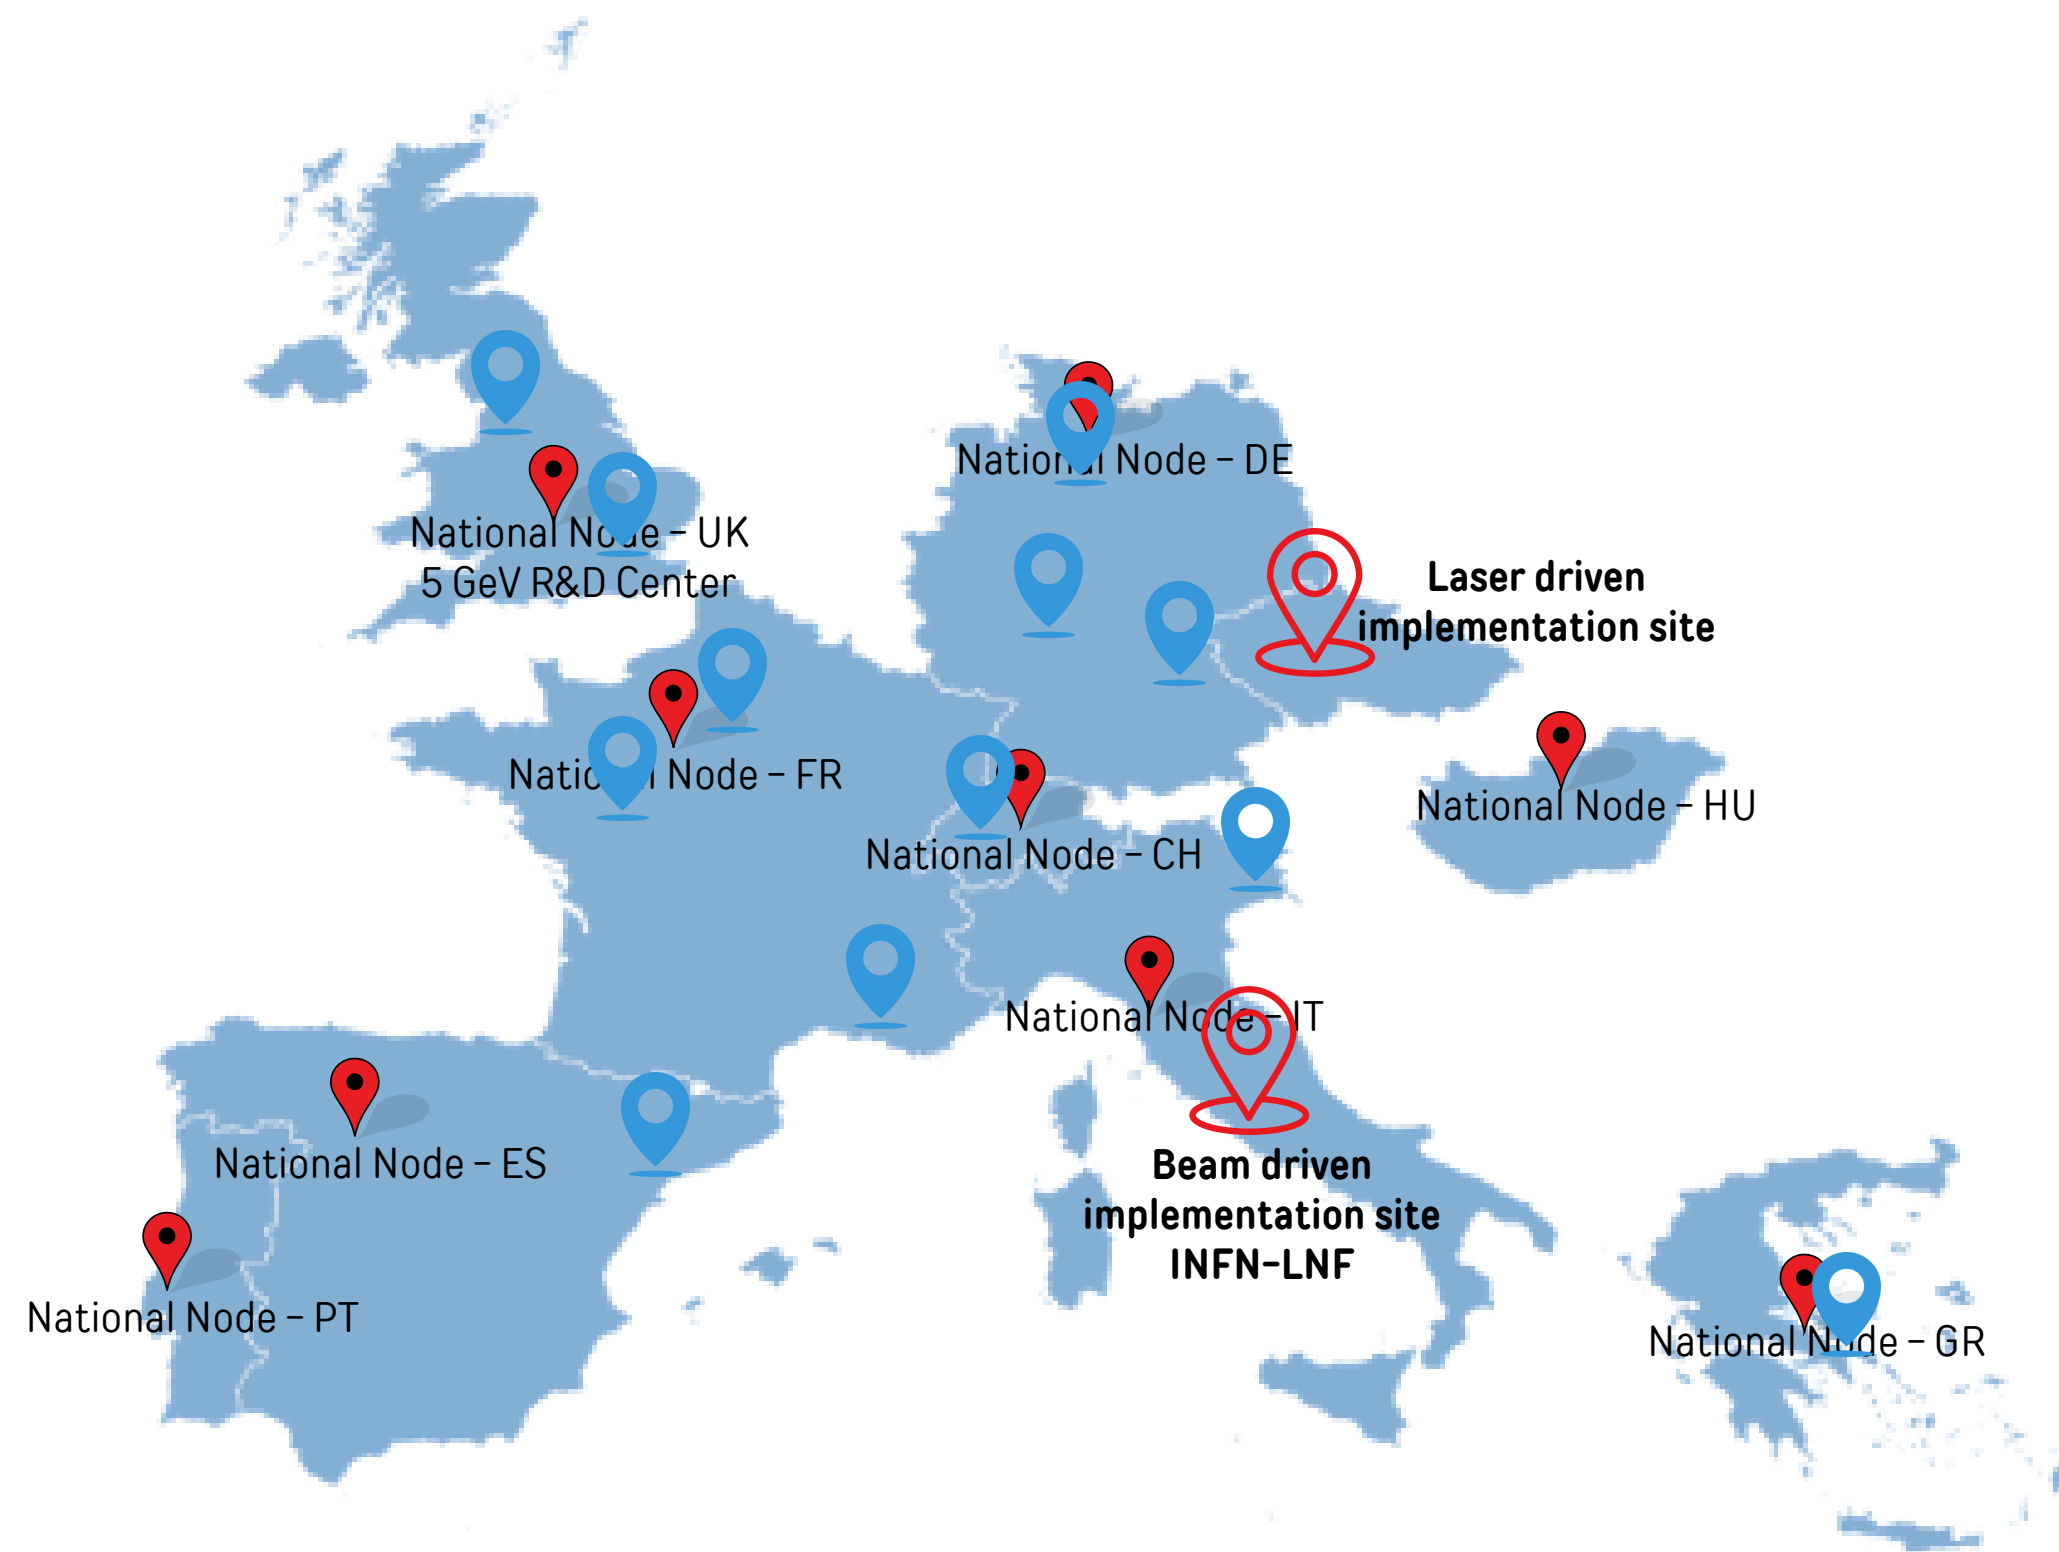 National Node – DE
National Node – UK
5 GeV R&D Center
Laser driven
implementation site
National Node – FR
National Node – HU
National Node – CH
National Node – IT
National Node – ES
Beam driven
implementation site
INFN-LNF
National Node – PT
National Node – GR